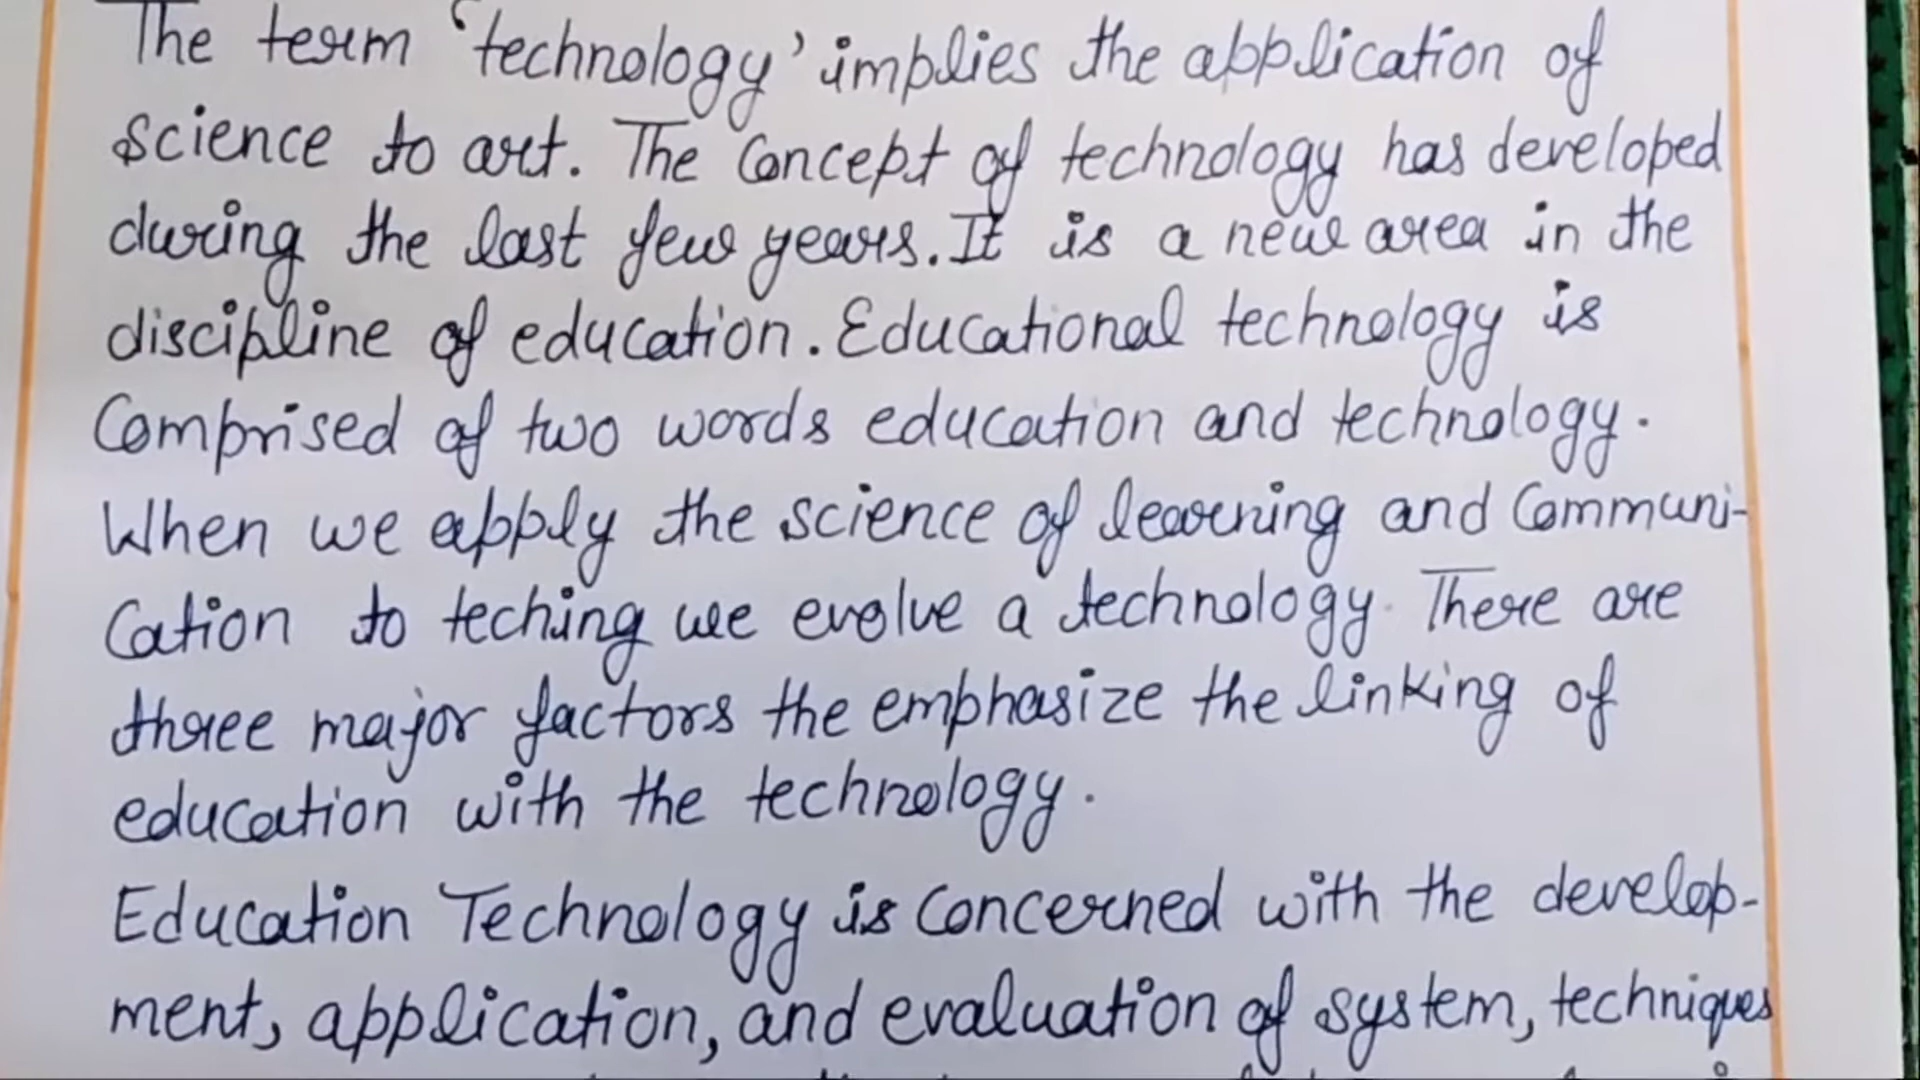 The term 'technology' implies the application of
science to art. The Concept of technology has developed
during the last few years. It is a new area in the
discipline of education. Educational technology is
Comprised of two words education and technology.
When we apply the science of learning and Communi-
Cation to teching we evolve a technology. There are
three major factors the emphasize the linking of
education with the technology.
Education Technology is Concerned with the develop-
ment, application, and evaluation of system, techniques